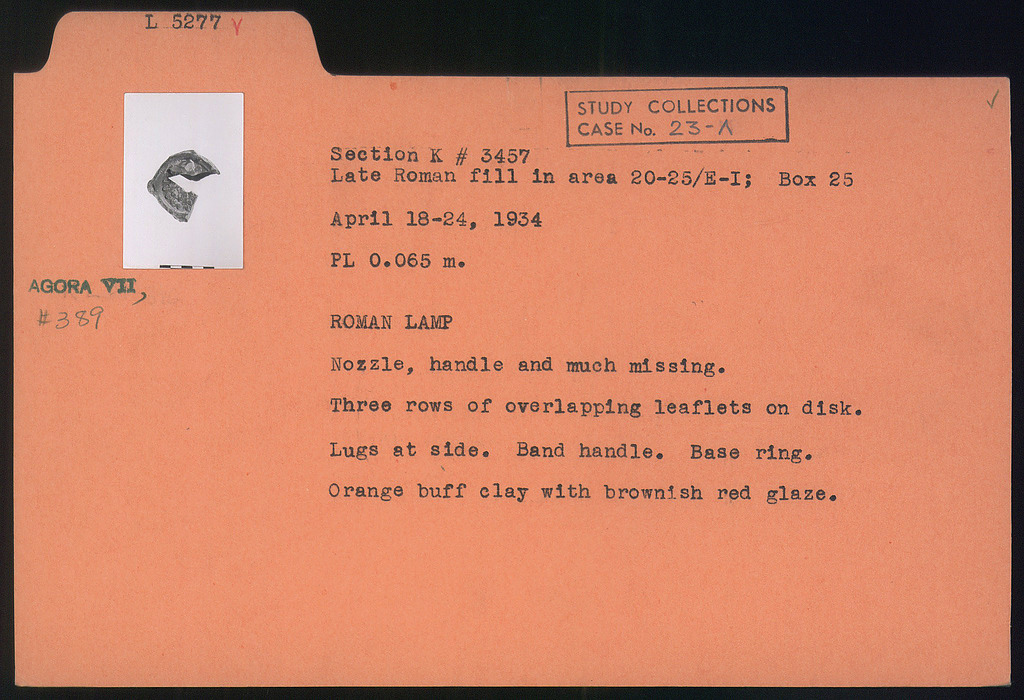 L 5277 V
STUDY COLLECTIONS
CASE No. 23-A
Section K # 3457
Late Roman fill in area 20-25/E-I; Box 25
April 18-24, 1934
PL 0.065 m.
AGORA VII,
#389
ROMAN LAMP
Nozzle, handle and much missing.
Three rows of overlapping leaflets on disk.
Lugs at side. Band handle. Base ring.
Orange buff clay with brownish red glaze.